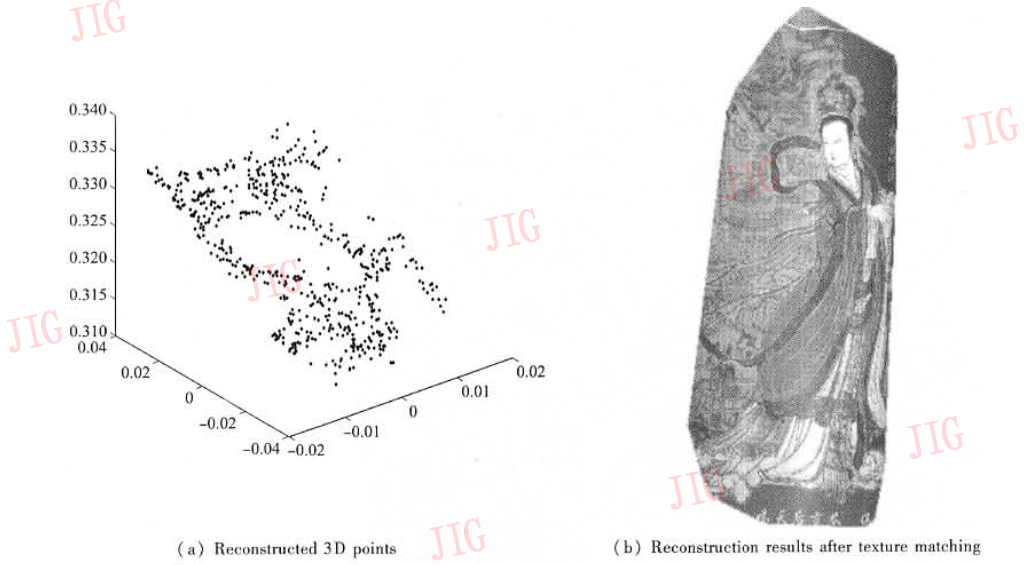 JIG
0.340
0.335
0.330
0.325
0.320
0.315
0.310
0.04
0.02
0
-0.02
-0.04
-0.02
-0.01
0
0.01
0.02
JIG
JIG
JIG
JIG
JIG
JIG
JIG
JIG
(a) Reconstructed 3D points
(b) Reconstruction results after texture matching